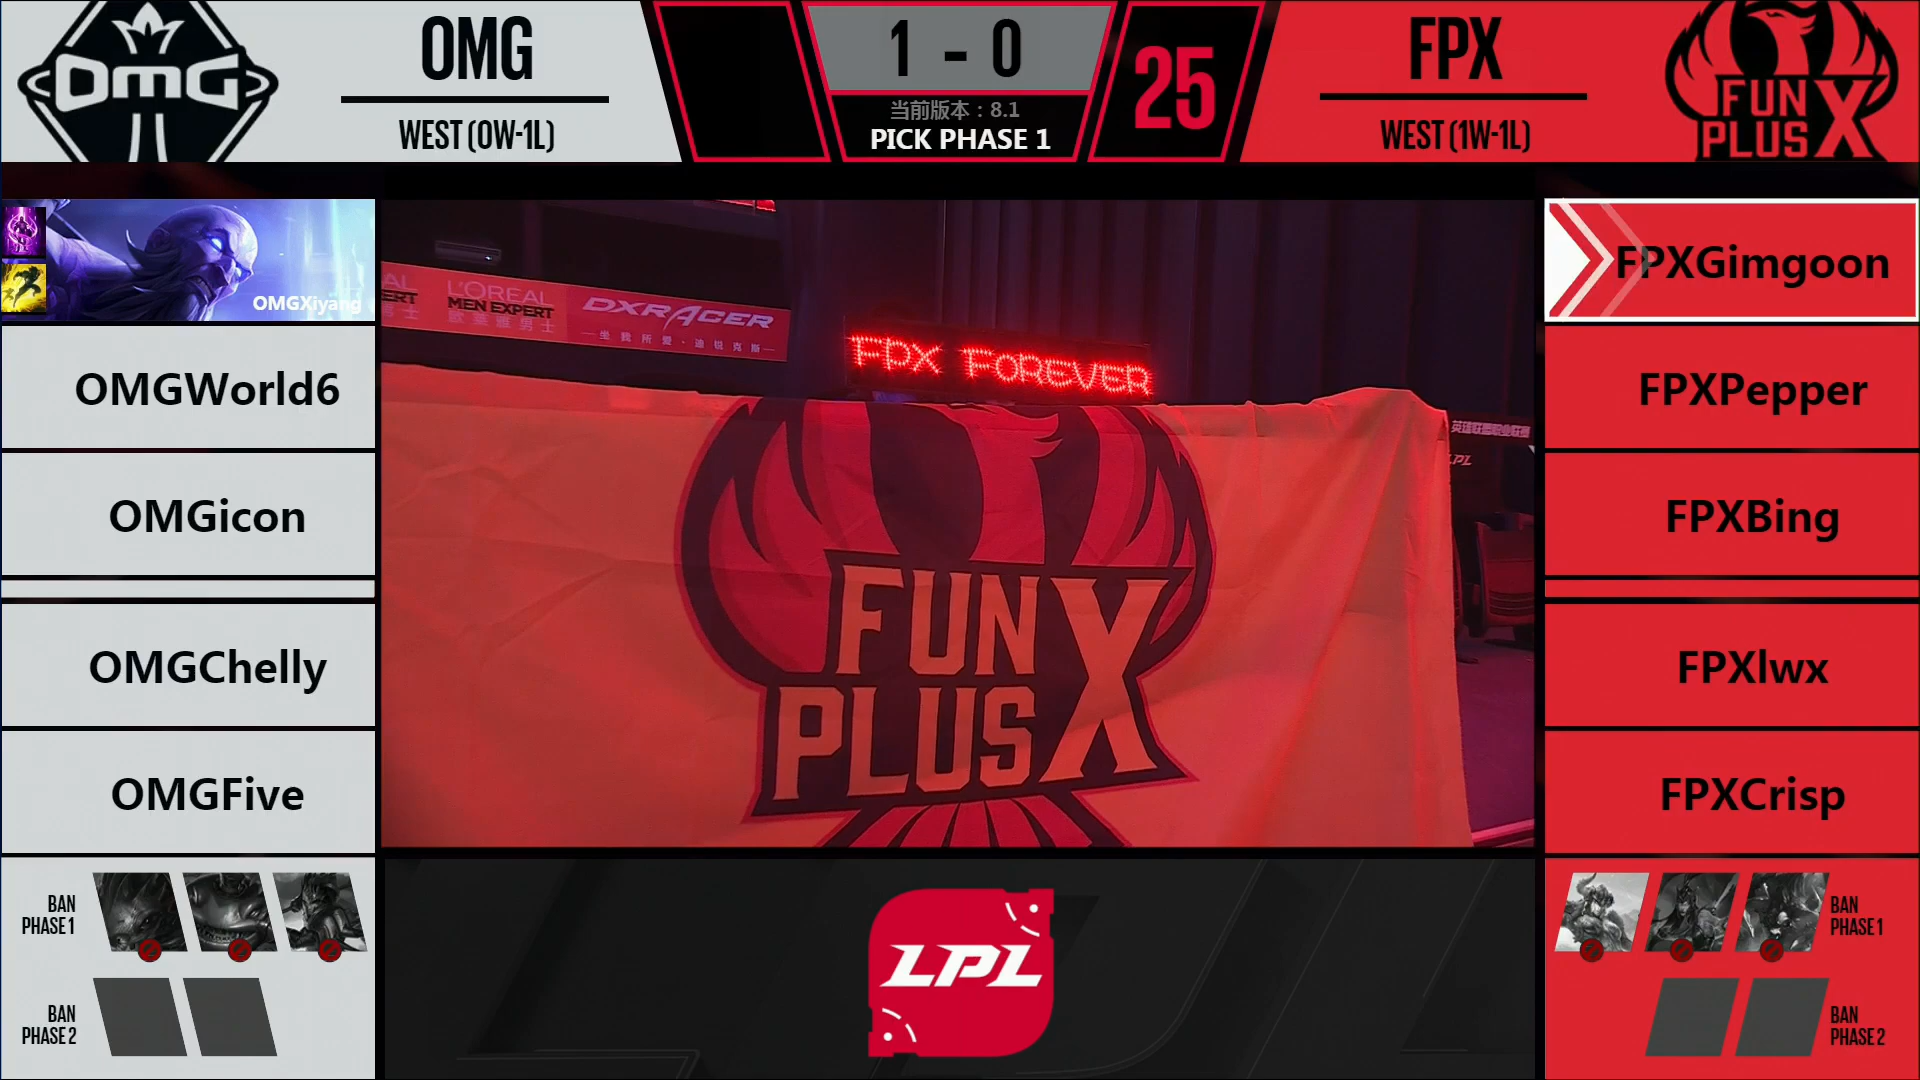 OMG
OMG
WEST (0W-1L)
1 - 0
当前版本：8.1
PICK PHASE 1
25
FPX
WEST (1W-1L)
FUN
PLUS X
OMGXiyang
OMGWorld6
OMGicon
OMGChelly
OMGFive
BAN
PHASE 1
BAN
PHASE 2
L'OREAL
MEN EXPERT
DXRACER
FPX FOREVER
FUN
PLUS X
LPL
LPL
FPXGimgoon
FPXPepper
FPXBing
FPXlwx
FPXCrisp
BAN
PHASE 1
BAN
PHASE 2